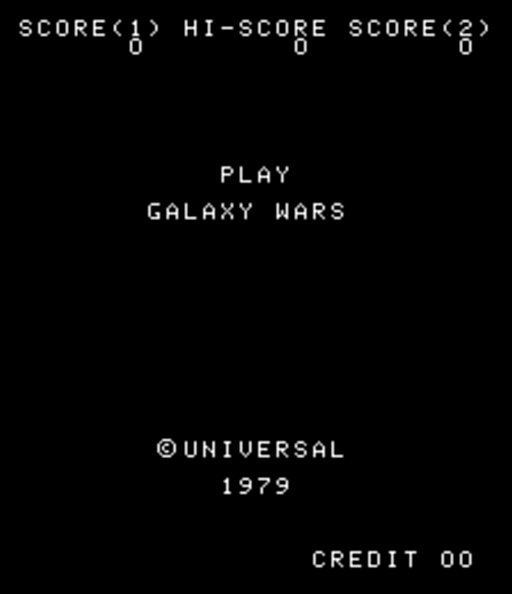 SCORE(1) HI-SCORE SCORE(2)
0 0 0
PLAY
GALAXY WARS
©UNIVERSAL
1979
CREDIT 00